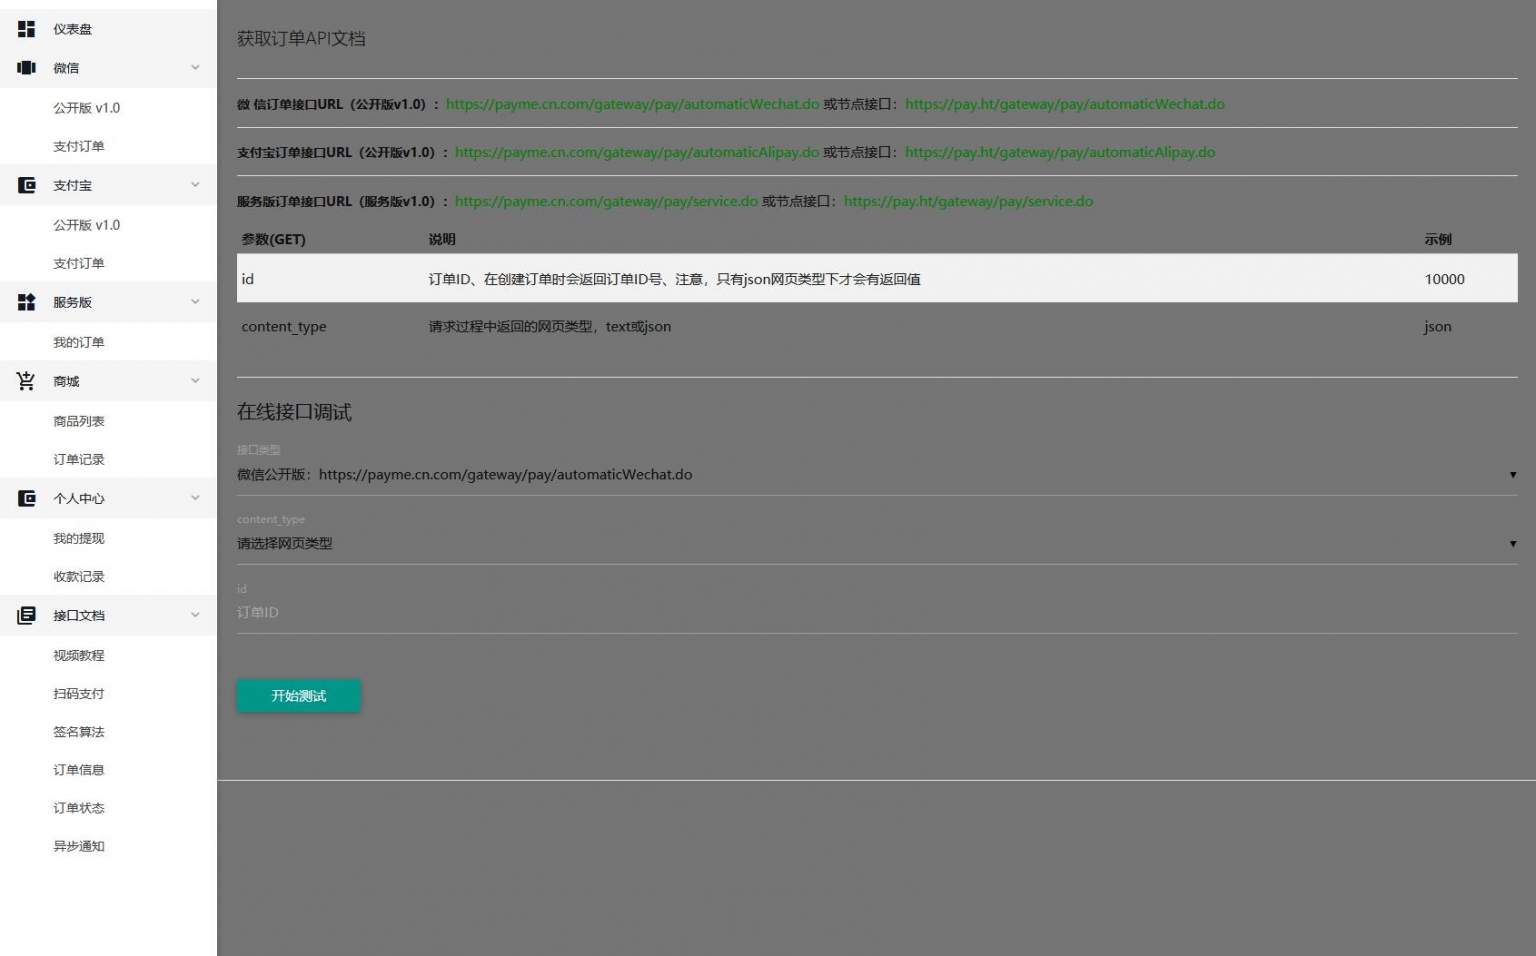 仪表盘
微信
公开版 v1.0
支付订单
支付宝
公开版 v1.0
支付订单
服务版
我的订单
商城
商品列表
订单记录
个人中心
我的提现
收款记录
接口文档
视频教程
扫码支付
签名算法
订单信息
订单状态
异步通知
获取订单API文档
微 信订单接口URL（公开版v1.0）：https://payme.cn.com/gateway/pay/automaticWechat.do 或节点接口：https://pay.ht/gateway/pay/automaticWechat.do
支付宝订单接口URL（公开版v1.0）：https://payme.cn.com/gateway/pay/automaticAlipay.do 或节点接口：https://pay.ht/gateway/pay/automaticAlipay.do
服务版订单接口URL（服务版v1.0）：https://payme.cn.com/gateway/pay/service.do 或节点接口：https://pay.ht/gateway/pay/service.do
参数(GET) 说明 示例
id 订单ID、在创建订单时会返回订单ID号、注意，只有json网页类型下才会有返回值 10000
content_type 请求过程中返回的网页类型，text或json json
在线接口调试
接口类型
微信公开版：https://payme.cn.com/gateway/pay/automaticWechat.do
content_type
请选择网页类型
id
订单ID
开始测试